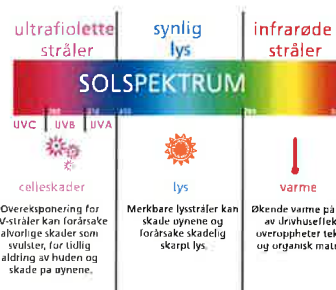 ultrafiolette
stråler
synlig
lys
infrarøde
stråler
SOLSPEKTRUM
UVC UVB UVA
celleskader
Overeksponering for
V-stråler kan forårsake
alvorlige skader som
svulster, for tidlig
aldring av huden og
skade på øynene.
lys
Merkbare lysstråler kan
skade øynene og
forårsake skadelig
skarpt lys.
varme
Økende varme på
av drivhuseffek
overoppheter tek
og organisk mat